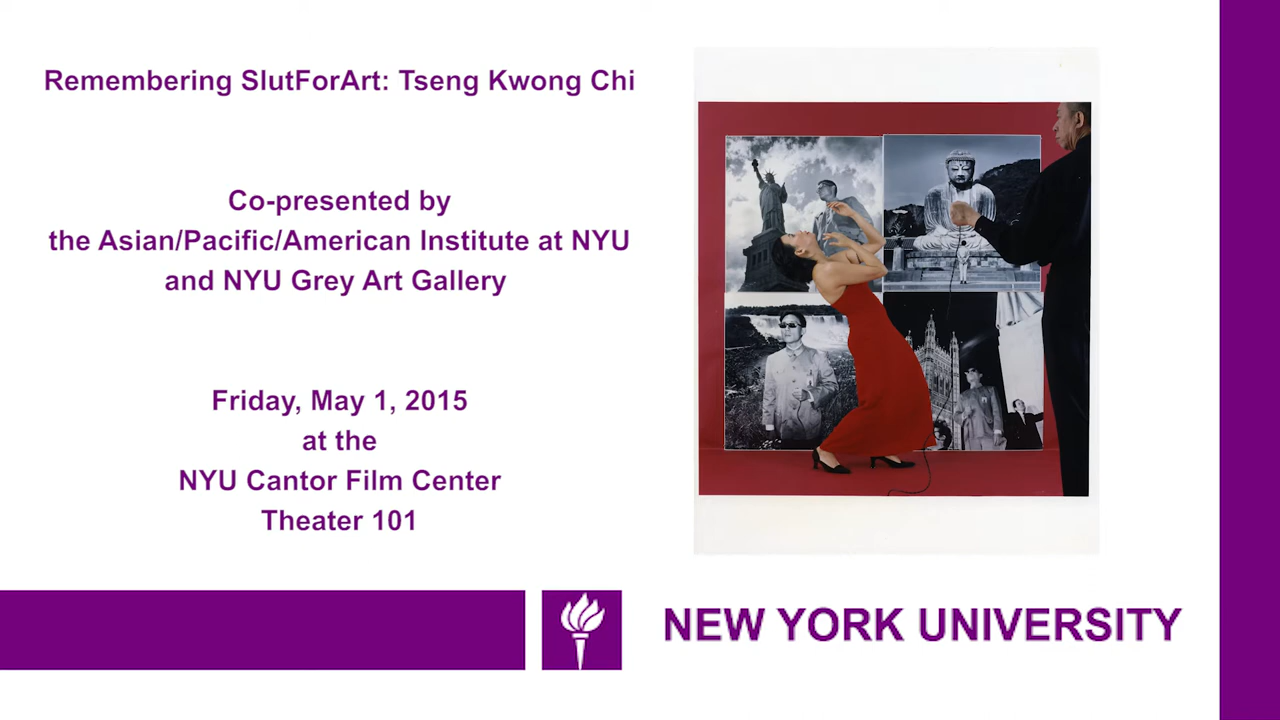 Remembering SlutForArt: Tseng Kwong Chi
Co-presented by
the Asian/Pacific/American Institute at NYU
and NYU Grey Art Gallery
Friday, May 1, 2015
at the
NYU Cantor Film Center
Theater 101
NEW YORK UNIVERSITY